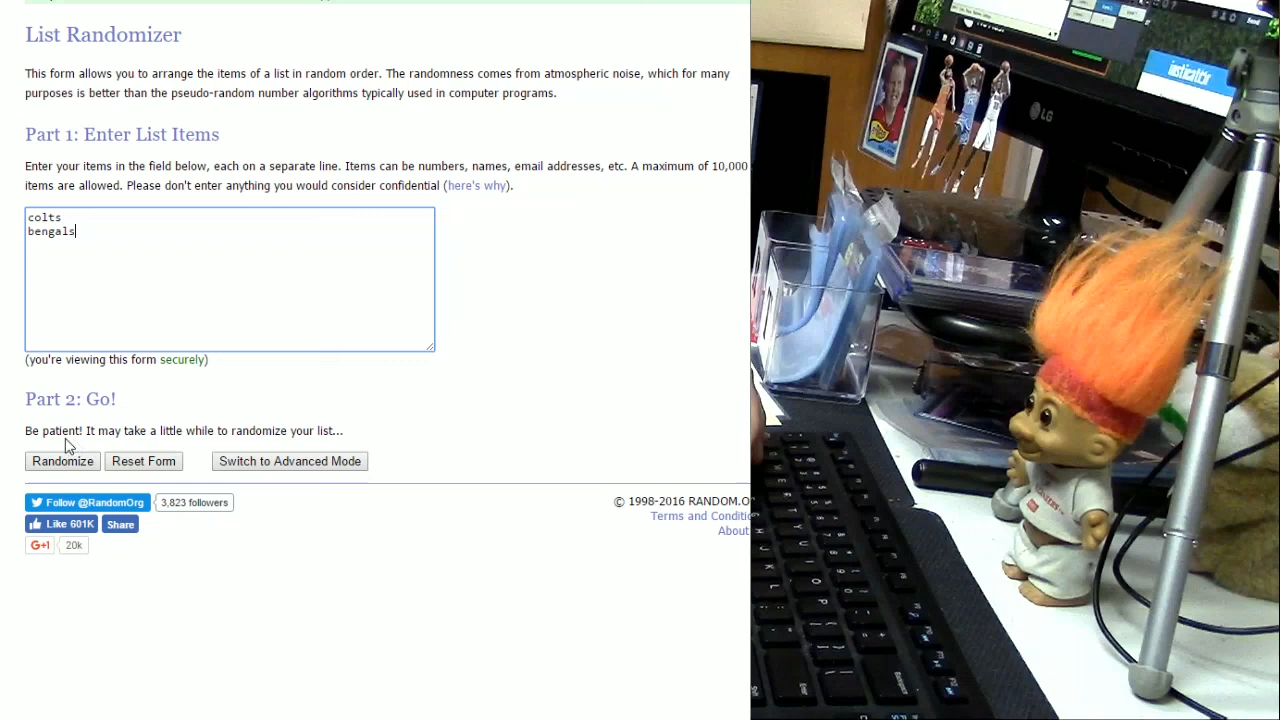 List Randomizer
This form allows you to arrange the items of a list in random order. The randomness comes from atmospheric noise, which for many
purposes is better than the pseudo-random number algorithms typically used in computer programs.
Part 1: Enter List Items
Enter your items in the field below, each on a separate line. Items can be numbers, names, email addresses, etc. A maximum of 10,000
items are allowed. Please don't enter anything you would consider confidential (here's why).
colts
bengals
(you're viewing this form securely)
Part 2: Go!
Be patient! It may take a little while to randomize your list...
Randomize Reset Form Switch to Advanced Mode
Follow @RandomOrg 3,823 followers
© 1998-2016 RANDOM.O
Like 601K Share
Terms and Conditi
G+1 20k
About
LG